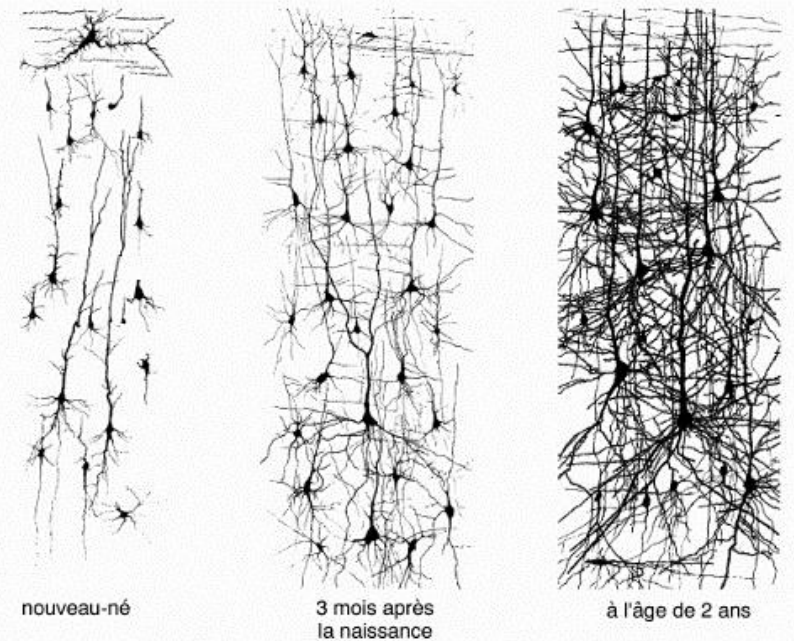 nouveau-né
3 mois après
la naissance
à l'âge de 2 ans